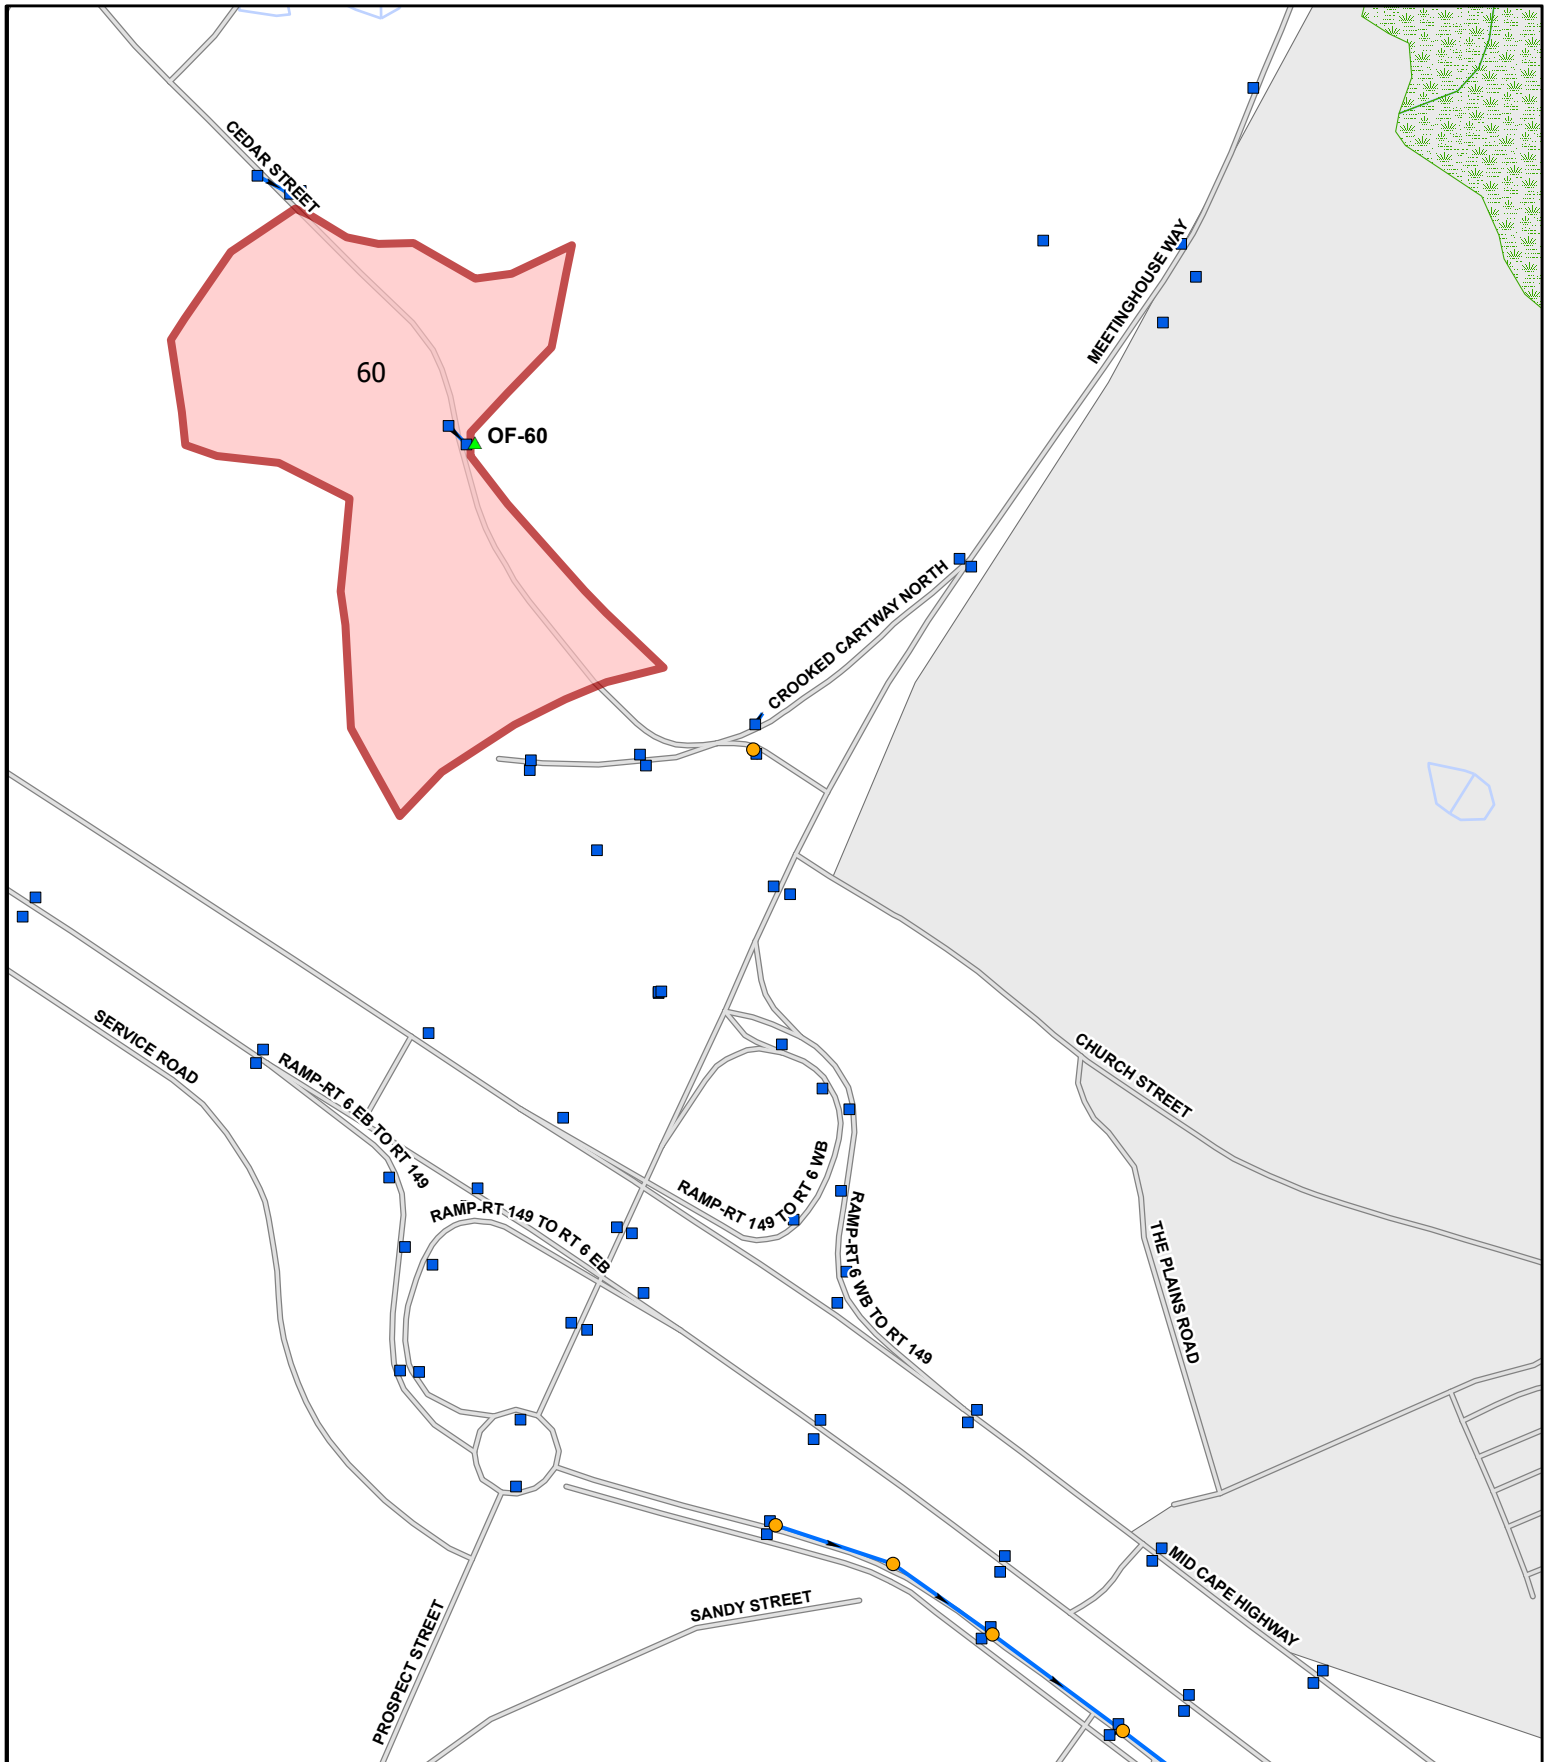 CEDAR STREET
MEETINGHOUSE WAY
60
OF-60
CROOKED CARTWAY NORTH
SERVICE ROAD
RAMP-RT 6 EB TO RT 149
CHURCH STREET
RAMP-RT 149 TO RT 6 WB
RAMP-RT 149 TO RT 6 EB
RAMP-RT 6 WB TO RT 149
THE PLAINS ROAD
MID CAPE HIGHWAY
SANDY STREET
PROSPECT STREET